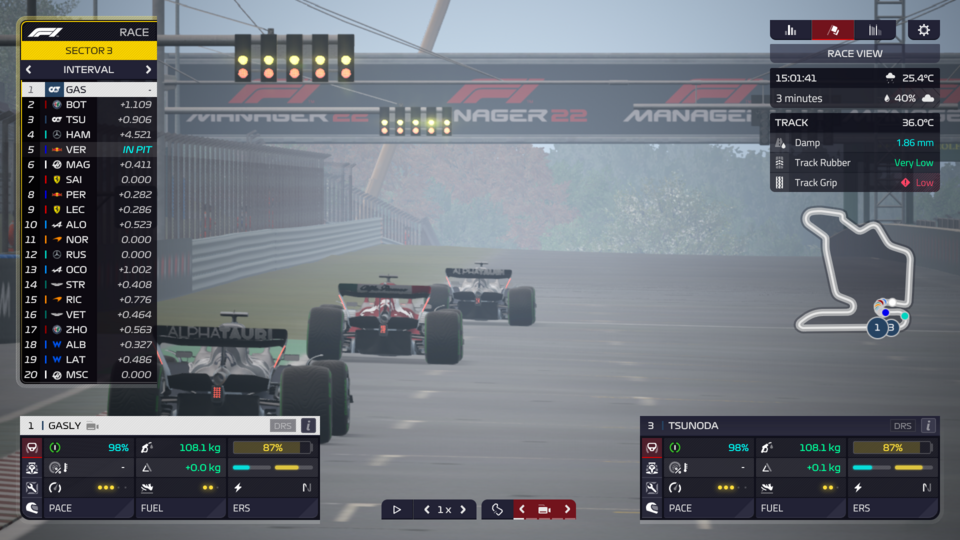 F1 RACE
SECTOR 3
INTERVAL
1 GAS -
2 BOT +1.109
3 TSU +0.906
4 HAM +4.521
5 VER IN PIT
6 MAG +0.411
7 SAI 0.000
8 PER +0.282
9 LEC +0.286
10 ALO +0.523
11 NOR 0.000
12 RUS 0.000
13 OCO +1.002
14 STR +0.408
15 RIC +0.776
16 VET +0.464
17 ZHO +0.563
18 ALB +0.327
19 LAT +0.486
20 MSC 0.000
MANAGER 22
MANAGER 22
MANAGER
ALPHATAURI
ALPHATAURI
RACE VIEW
15:01:41 25.4°C
3 minutes 40%
TRACK 36.0°C
Damp 1.86 mm
Track Rubber Very Low
Track Grip Low
1 3
1 GASLY DRS i
98% 108.1 kg 87%
- +0.0 kg
N
PACE FUEL ERS
1x
3 TSUNODA DRS i
98% 108.1 kg 87%
- +0.1 kg
N
PACE FUEL ERS